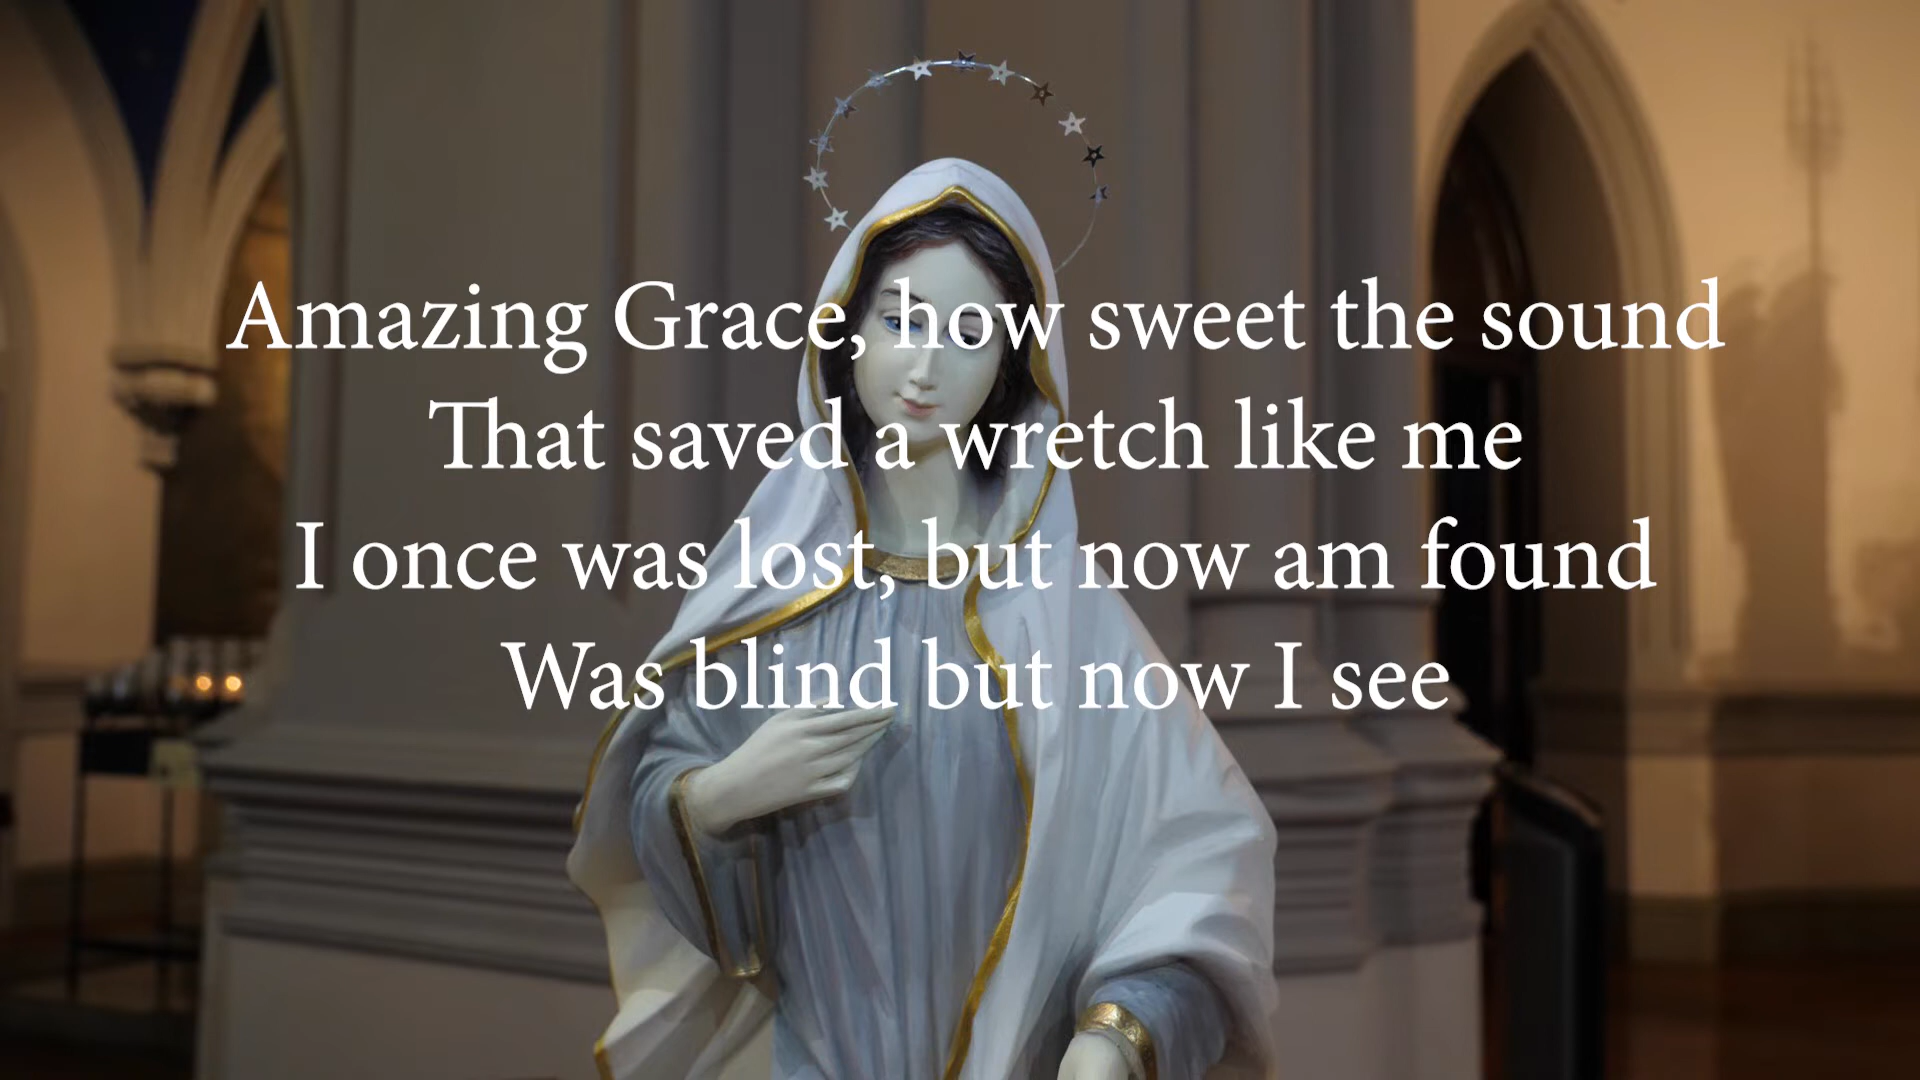 Amazing Grace, how sweet the sound
That saved a wretch like me
I once was lost, but now am found
Was blind but now I see